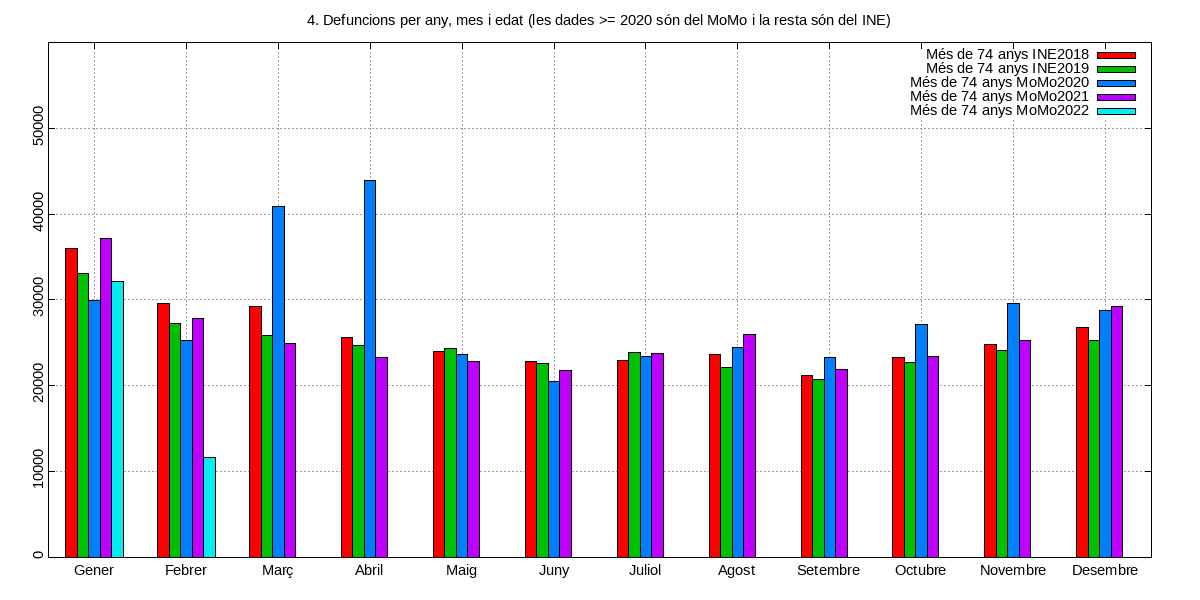 4. Defuncions per any, mes i edat (les dades >= 2020 són del MoMo i la resta són del INE)
Més de 74 anys INE2018
Més de 74 anys INE2019
Més de 74 anys MoMo2020
Més de 74 anys MoMo2021
Més de 74 anys MoMo2022
50000
40000
30000
20000
10000
0
Gener Febrer Març Abril Maig Juny Juliol Agost Setembre Octubre Novembre Desembre